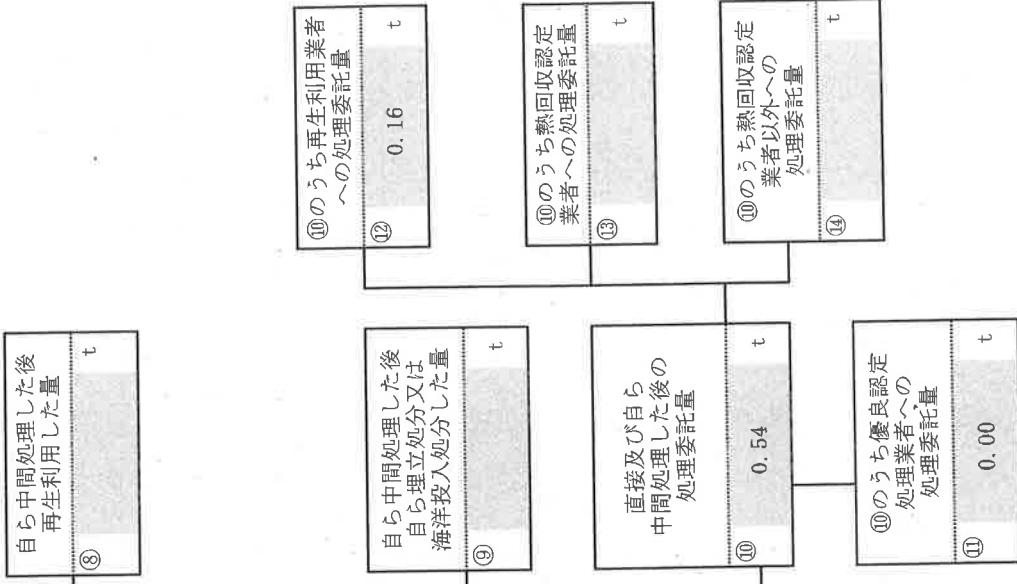 自ら中間処理した後
再生利用した量
⑧ t
自ら中間処理した後
自ら埋立処分又は
海洋投入処分した量
⑨ t
直接及び自ら
中間処理した後の
処理委託量
⑩ 0.54 t
⑩のうち優良認定
処理業者への
処理委託量
⑪ 0.00 t
⑩のうち再生利用業者
への処理委託量
⑫ 0.16 t
⑩のうち熱回収認定
業者への処理委託量
⑬ t
⑩のうち熱回収認定
業者以外への
処理委託量
⑭ t